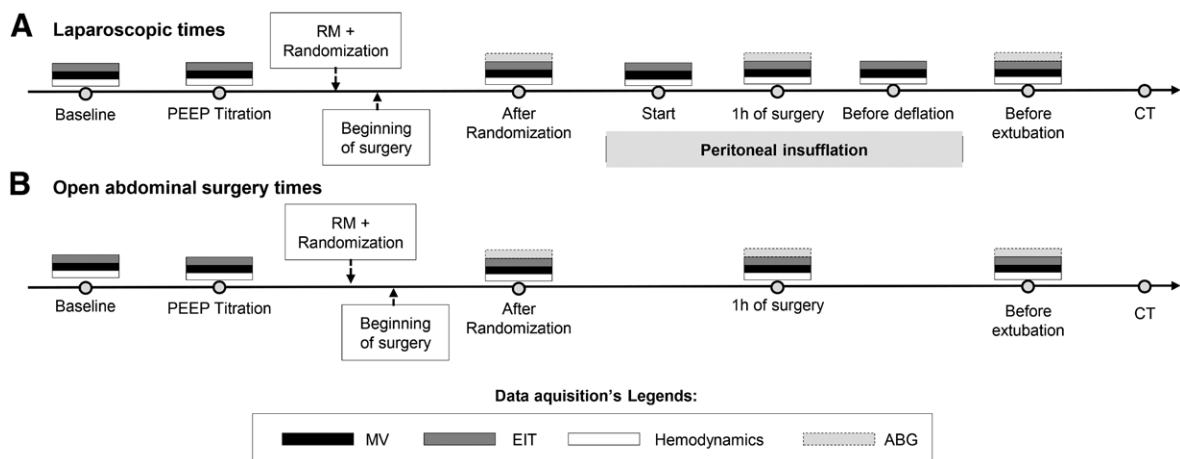 A Laparoscopic times
RM +
Randomization
Baseline
PEEP Titration
Beginning
of surgery
After
Randomization
Start
1h of surgery
Before deflation
Before
extubation
CT
Peritoneal insufflation
B Open abdominal surgery times
RM +
Randomization
Baseline
PEEP Titration
Beginning
of surgery
After
Randomization
1h of surgery
Before
extubation
CT
Data aquisition's Legends:
MV EIT Hemodynamics ABG